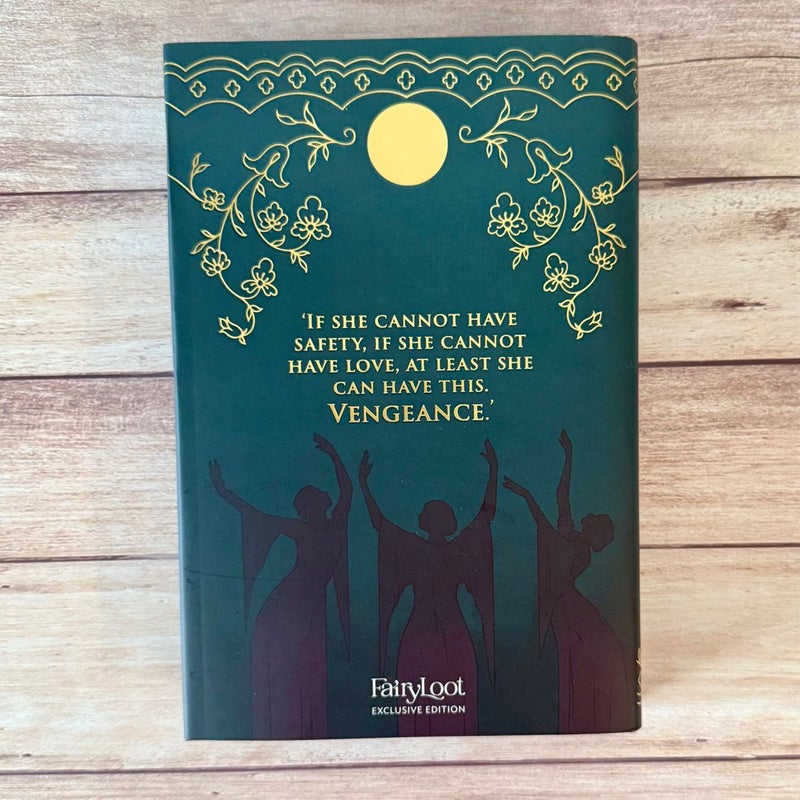 ‘IF SHE CANNOT HAVE
SAFETY, IF SHE CANNOT
HAVE LOVE, AT LEAST SHE
CAN HAVE THIS.
VENGEANCE.’
FairyLoot
EXCLUSIVE EDITION